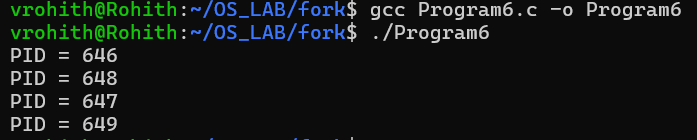 vrohith@Rohith:~/OS_LAB/fork$ gcc Program6.c -o Program6
vrohith@Rohith:~/OS_LAB/fork$ ./Program6
PID = 646
PID = 648
PID = 647
PID = 649